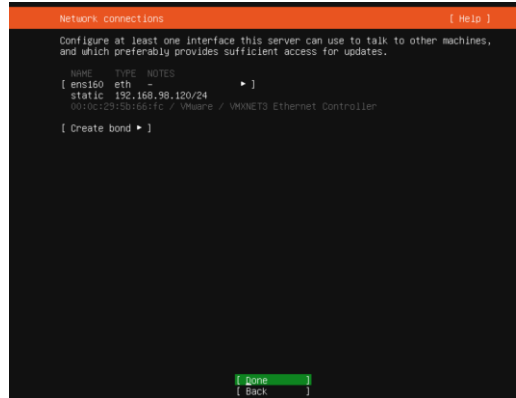 Network connections [ Help ]
Configure at least one interface this server can use to talk to other machines,
and which preferably provides sufficient access for updates.
NAME TYPE NOTES
[ ens160 eth - ▸ ]
static 192.168.98.120/24
00:0c:29:5b:66:fc / VMware / VMXNET3 Ethernet Controller
[ Create bond ▸ ]
[ Done ]
[ Back ]